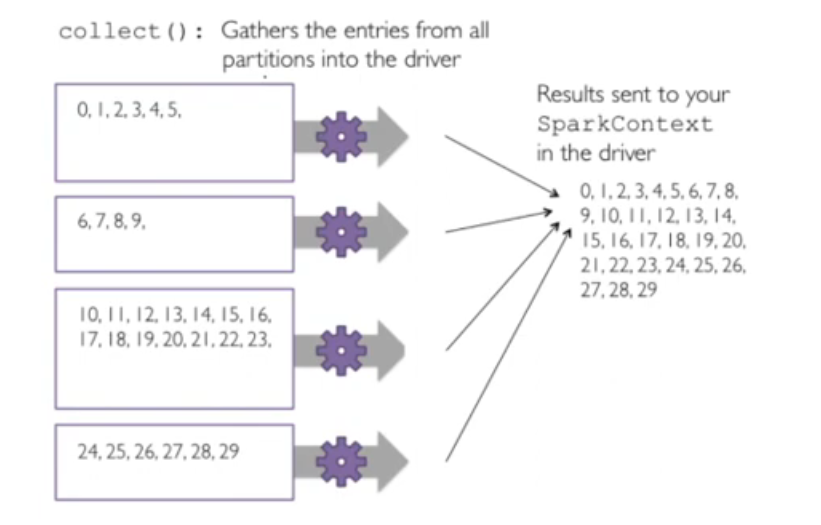 collect(): Gathers the entries from all
partitions into the driver
0, 1, 2, 3, 4, 5,
6, 7, 8, 9,
10, 11, 12, 13, 14, 15, 16,
17, 18, 19, 20, 21, 22, 23,
24, 25, 26, 27, 28, 29
Results sent to your
SparkContext
in the driver
0, 1, 2, 3, 4, 5, 6, 7, 8,
9, 10, 11, 12, 13, 14,
15, 16, 17, 18, 19, 20,
21, 22, 23, 24, 25, 26,
27, 28, 29